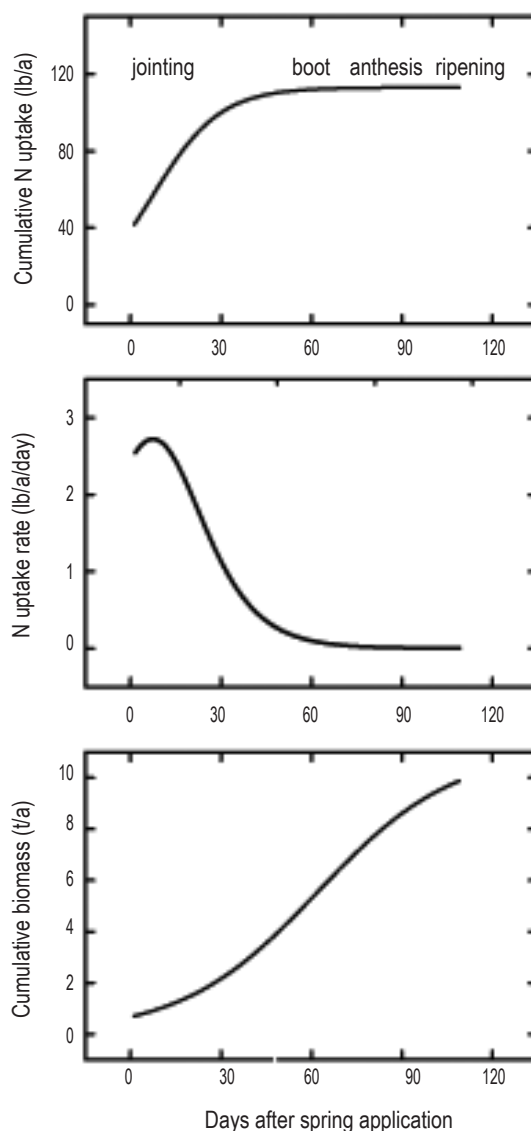 Cumulative N uptake (lb/a)
120
80
40
0
jointing boot anthesis ripening
0 30 60 90 120
N uptake rate (lb/a/day)
3
2
1
0
0 30 60 90 120
Cumulative biomass (t/a)
10
8
6
4
2
0
0 30 60 90 120
Days after spring application